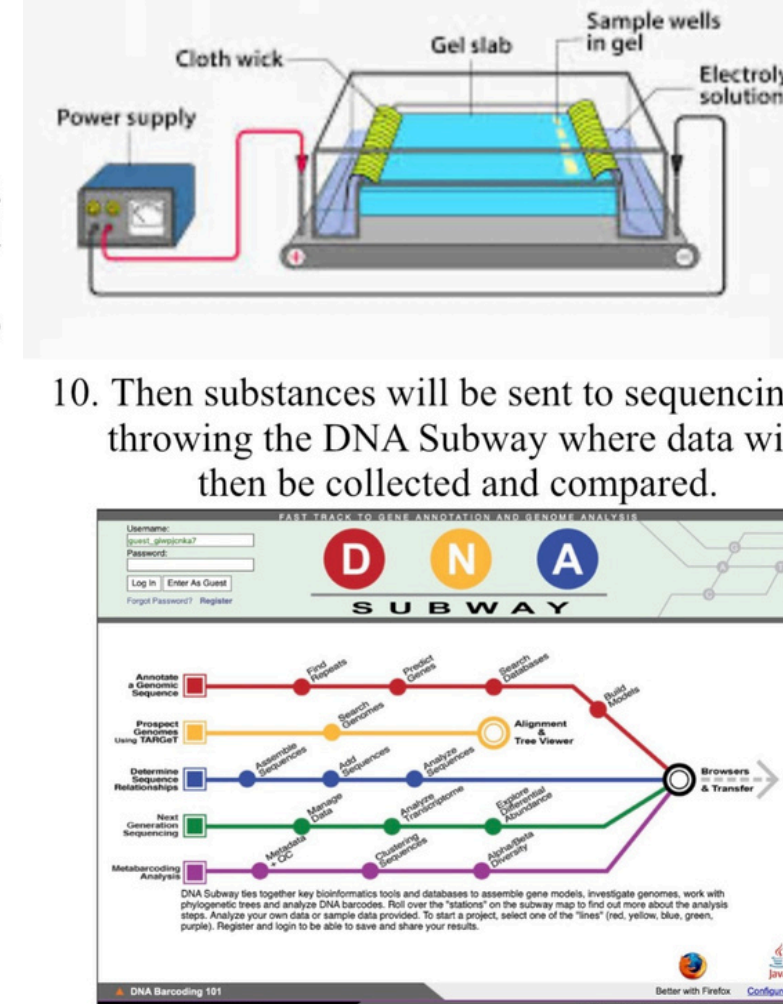 Sample wells
in gel
Gel slab
Cloth wick
Electroly
solution
Power supply
+
−
10. Then substances will be sent to sequencin
throwing the DNA Subway where data wi
then be collected and compared.
FAST TRACK TO GENE ANNOTATION AND GENOME ANALYSIS
Username:
Password:
Log In
Enter As Guest
Forgot Password?
Register
D N A
SUBWAY
Annotate
a Genomic
Sequence
Find
Repeats
Predict
Genes
Search
Databases
Build
Models
Prospect
Genomes
Using TARGeT
Search
Genomes
Alignment
&
Tree Viewer
Determine
Sequence
Relationships
Assemble
Sequences
Add
Sequences
Analyze
Sequences
Browsers
& Transfer
Next
Generation
Sequencing
Manage
Data
Analyze
Transcriptome
Explore
Differential
Abundance
Metabarcoding
Analysis
Metadata
+ QC
Clustering
Sequences
Alpha/Beta
Diversity
DNA Subway ties together key bioinformatics tools and databases to assemble gene models, investigate genomes, work with
phylogenetic trees and analyze DNA barcodes. Roll over the "stations" on the subway map to find out more about the analysis
steps. Analyze your own data or sample data provided. To start a project, select one of the "lines" (red, yellow, blue, green,
purple). Register and login to be able to save and share your results.
DNA Barcoding 101
Better with Firefox
Jav
Configur